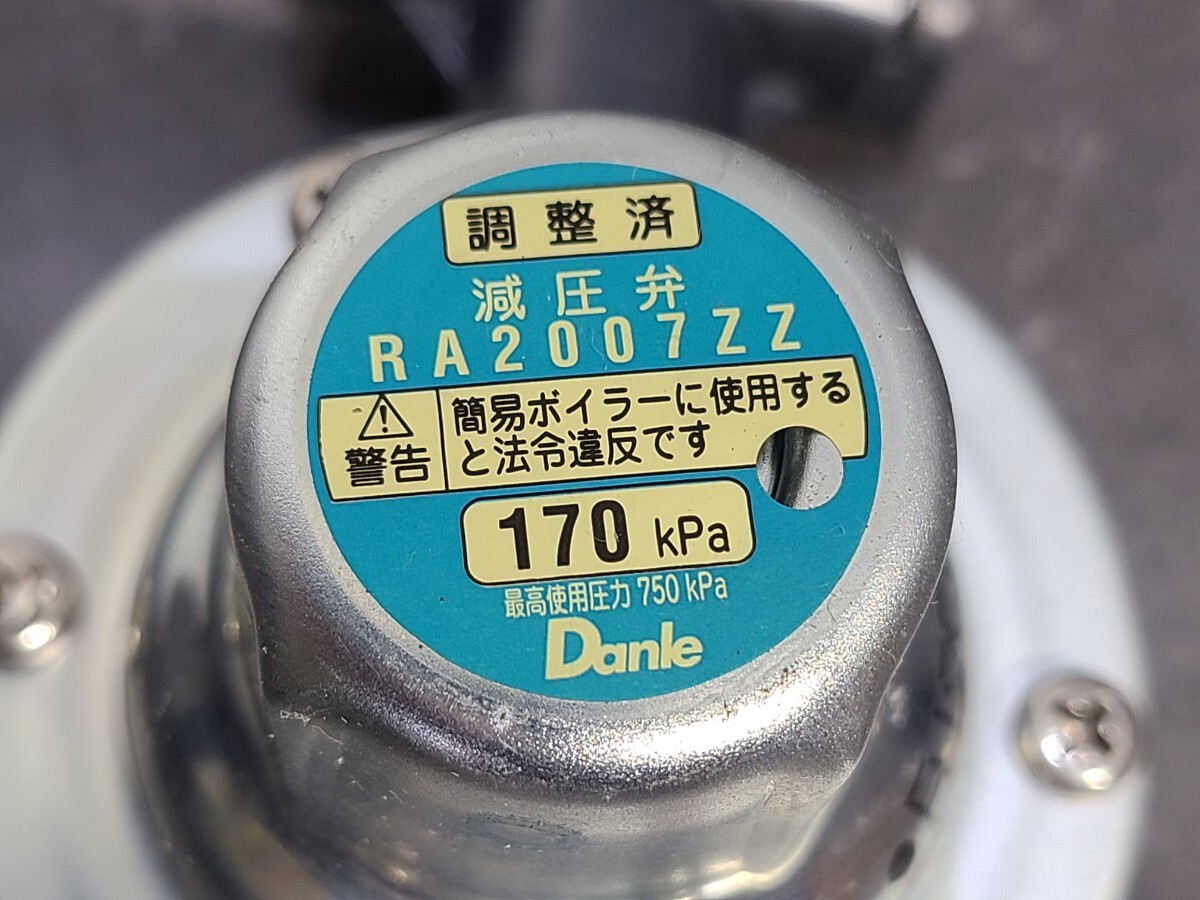 調整済
減圧弁
RA2007ZZ
警告
簡易ボイラーに使用する
と法令違反です
170 kPa
最高使用圧力 750 kPa
Danle